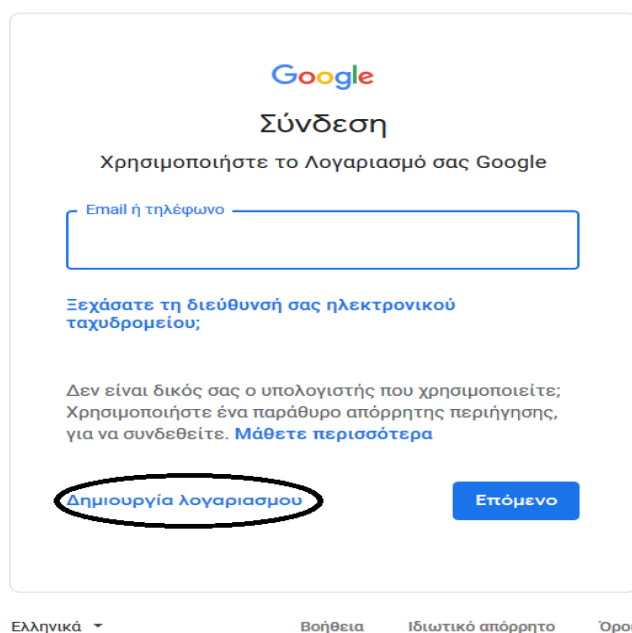 Google
Σύνδεση
Χρησιμοποιήστε το Λογαριασμό σας Google
Email ή τηλέφωνο
Ξεχάσατε τη διεύθυνσή σας ηλεκτρονικού
ταχυδρομείου;
Δεν είναι δικός σας ο υπολογιστής που χρησιμοποιείτε;
Χρησιμοποιήστε ένα παράθυρο απόρρητης περιήγησης,
για να συνδεθείτε. Μάθετε περισσότερα
Δημιουργία λογαριασμου Επόμενο
Ελληνικά Βοήθεια Ιδιωτικό απόρρητο